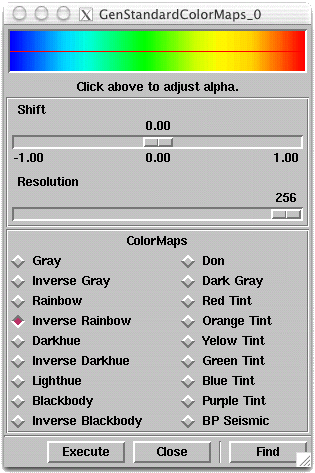 GenStandardColorMaps_0
Click above to adjust alpha.
Shift
0.00
-1.00 0.00 1.00
Resolution
256
ColorMaps
Gray
Inverse Gray
Rainbow
Inverse Rainbow
Darkhue
Inverse Darkhue
Lighthue
Blackbody
Inverse Blackbody
Don
Dark Gray
Red Tint
Orange Tint
Yelow Tint
Green Tint
Blue Tint
Purple Tint
BP Seismic
Execute Close Find